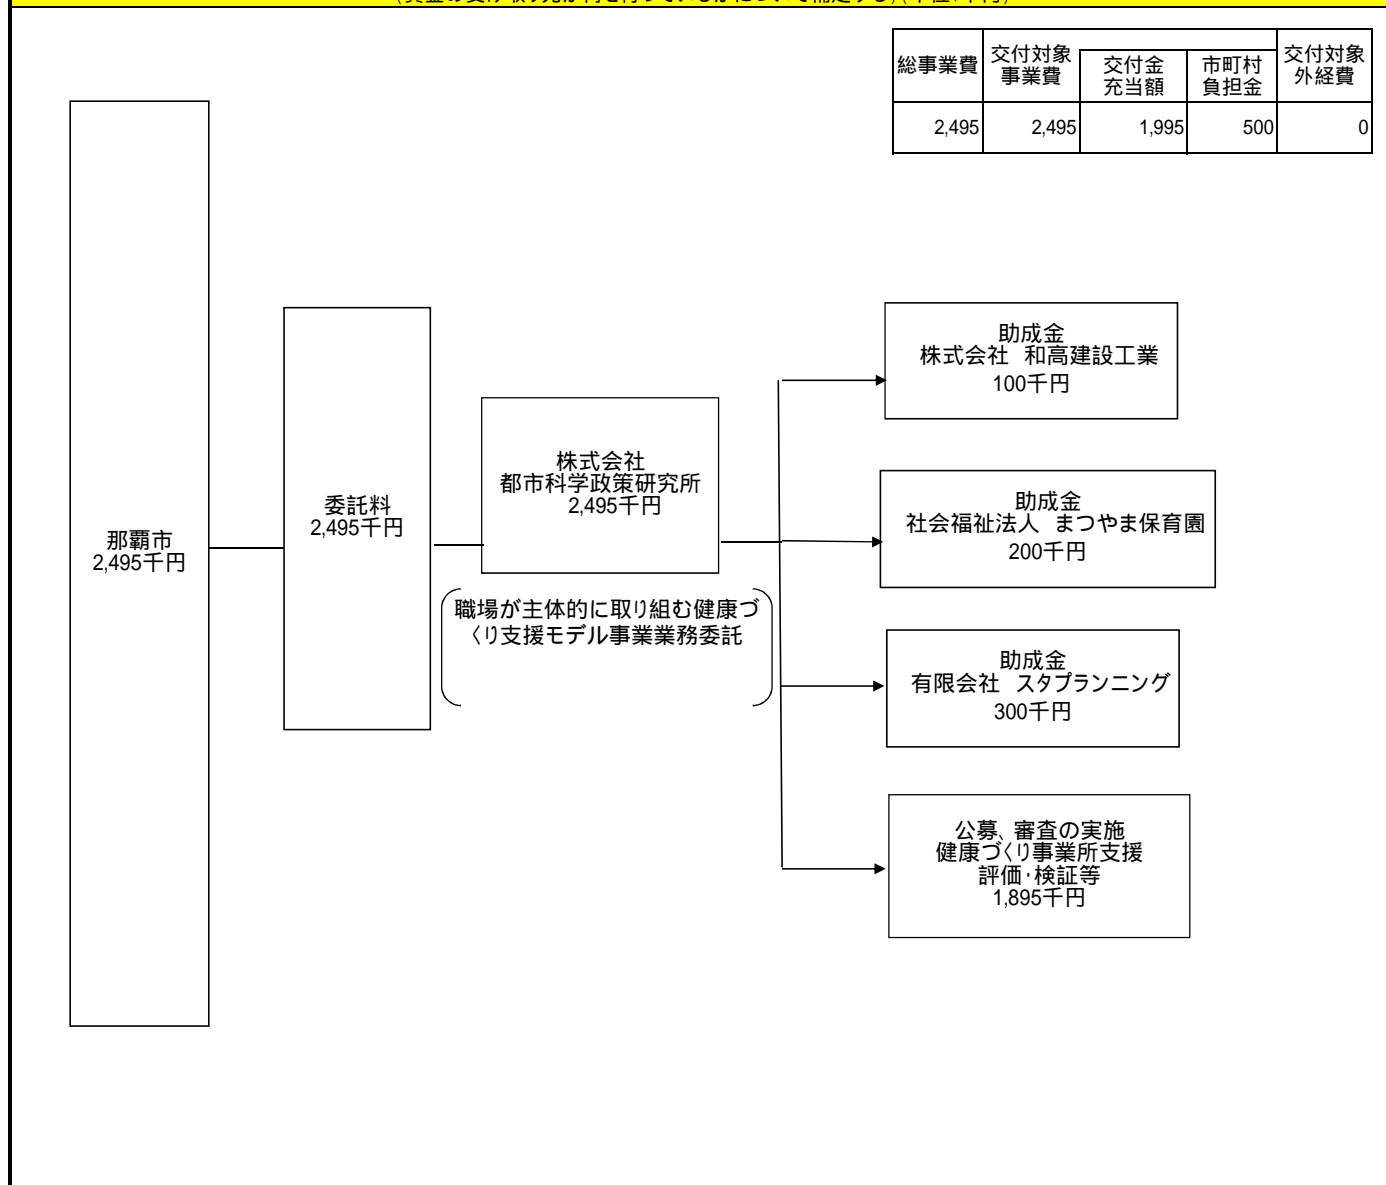 総事業費
交付対象
事業費
交付金
充当額
市町村
負担金
交付対象
外経費
2,495
2,495
1,995
500
0
那覇市
2,495千円
委託料
2,495千円
株式会社
都市科学政策研究所
2,495千円
職場が主体的に取り組む健康づ
くり支援モデル事業業務委託
助成金
株式会社 和高建設工業
100千円
助成金
社会福祉法人 まつやま保育園
200千円
助成金
有限会社 スタプランニング
300千円
公募、審査の実施
健康づくり事業所支援
評価・検証等
1,895千円